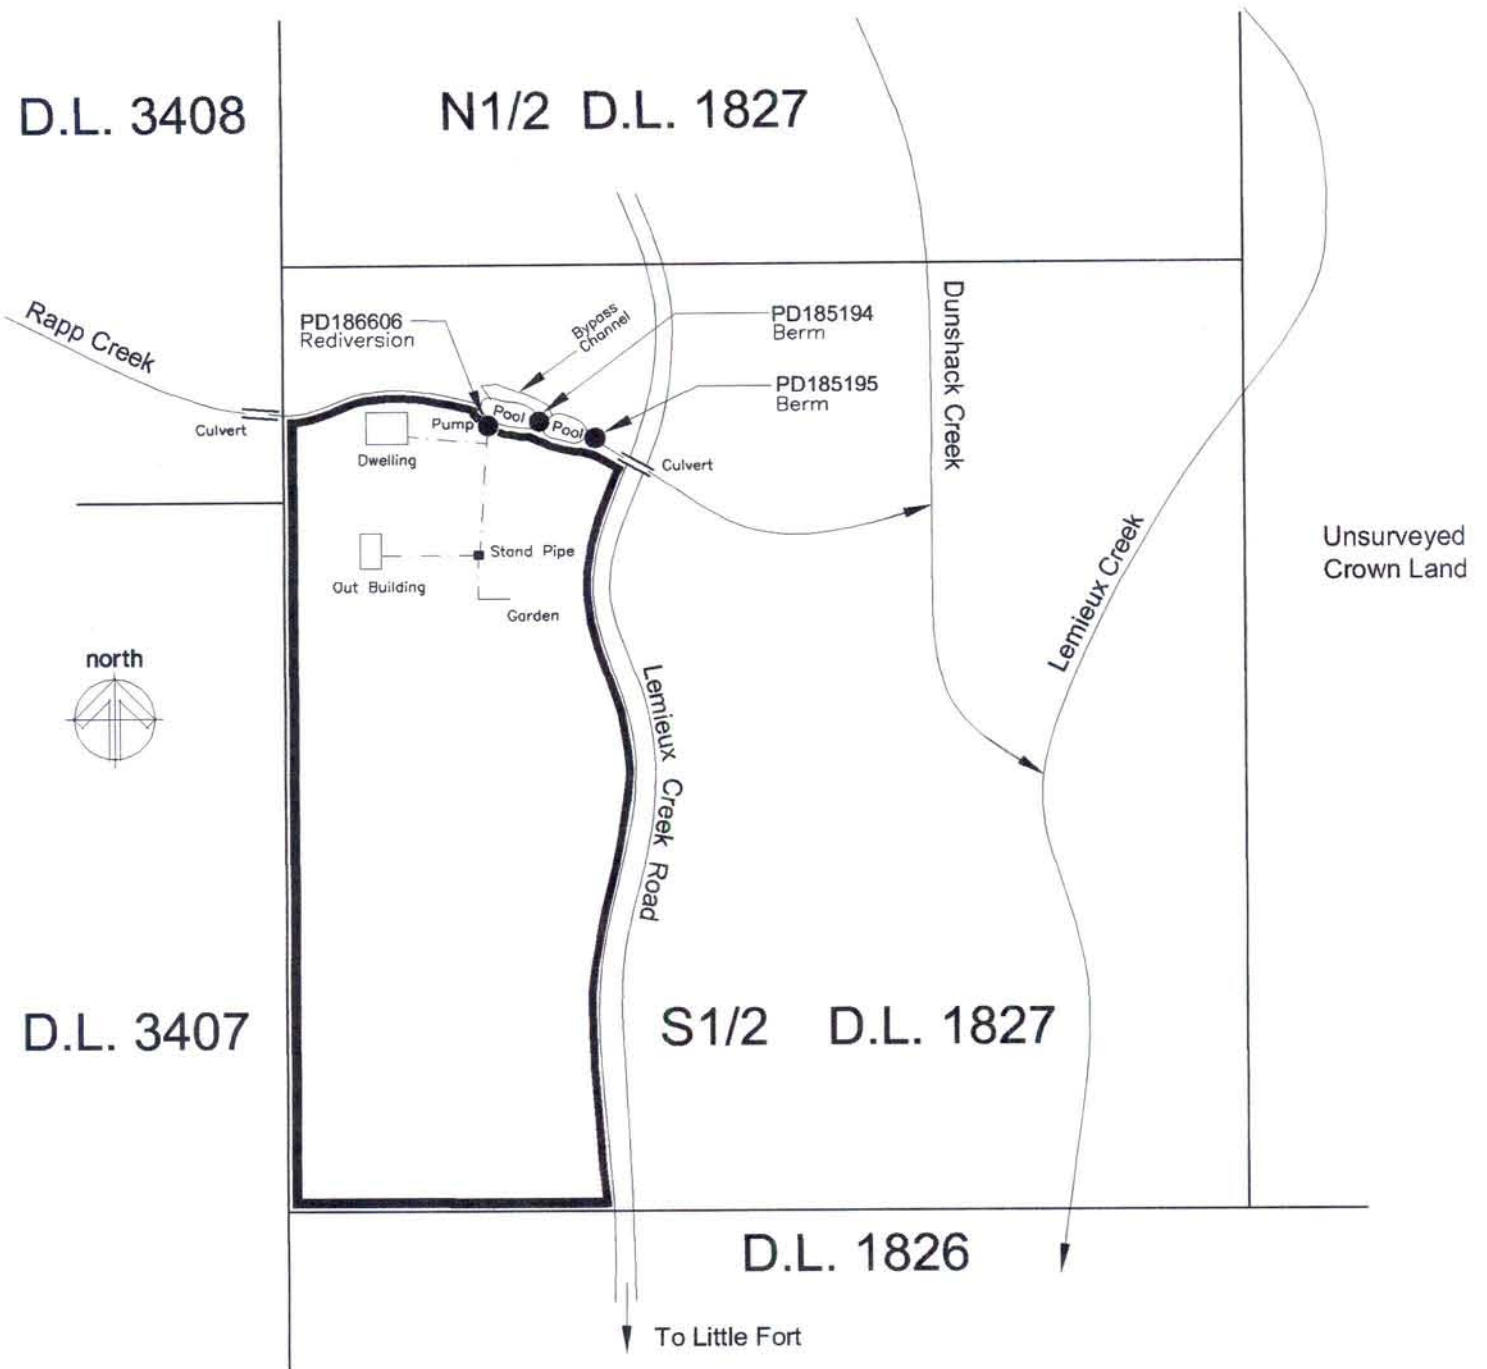 D.L. 3408
N1/2 D.L. 1827
Rapp Creek
PD186606
Rediversion
Bypass
Channel
PD185194
Berm
PD185195
Berm
Dunshack Creek
Culvert
Pump
Pool
Pool
Culvert
Dwelling
Stand Pipe
Out Building
Garden
Lemieux Creek
Unsurveyed
Crown Land
north
Lemieux Creek Road
D.L. 3407
S1/2 D.L. 1827
D.L. 1826
To Little Fort